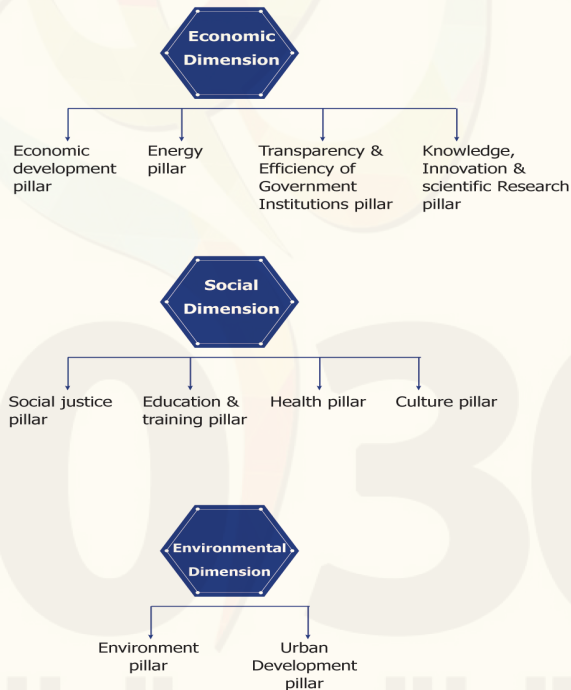 Economic
Dimension
Economic
development
pillar
Energy
pillar
Transparency &
Efficiency of
Government
Institutions pillar
Knowledge,
Innovation &
scientific Research
pillar
Social
Dimension
Social justice
pillar
Education &
training pillar
Health pillar
Culture pillar
Environmental
Dimension
Environment
pillar
Urban
Development
pillar